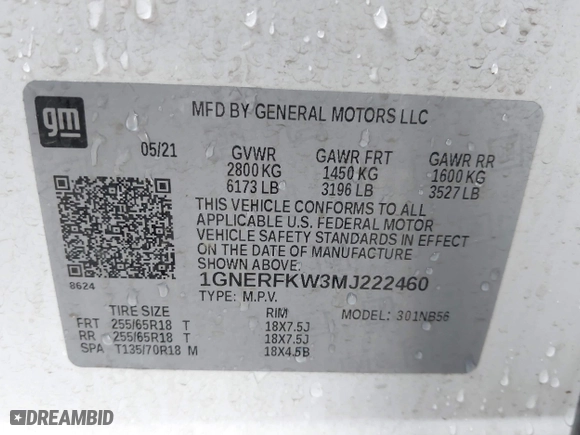 gm
MFD BY GENERAL MOTORS LLC
05/21 GVWR GAWR FRT GAWR RR
2800 KG 1450 KG 1600 KG
6173 LB 3196 LB 3527 LB
THIS VEHICLE CONFORMS TO ALL
APPLICABLE U.S. FEDERAL MOTOR
VEHICLE SAFETY STANDARDS IN EFFECT
ON THE DATE OF MANUFACTURE
SHOWN ABOVE.
8624 1GNERFKW3MJ222460
TYPE: M.P.V. MODEL: 301NB56
TIRE SIZE RIM
FRT 255/65R18 T 18X7.5J
RR 255/65R18 T 18X7.5J
SPA T135/70R18 M 18X4.5B
DREAMBID